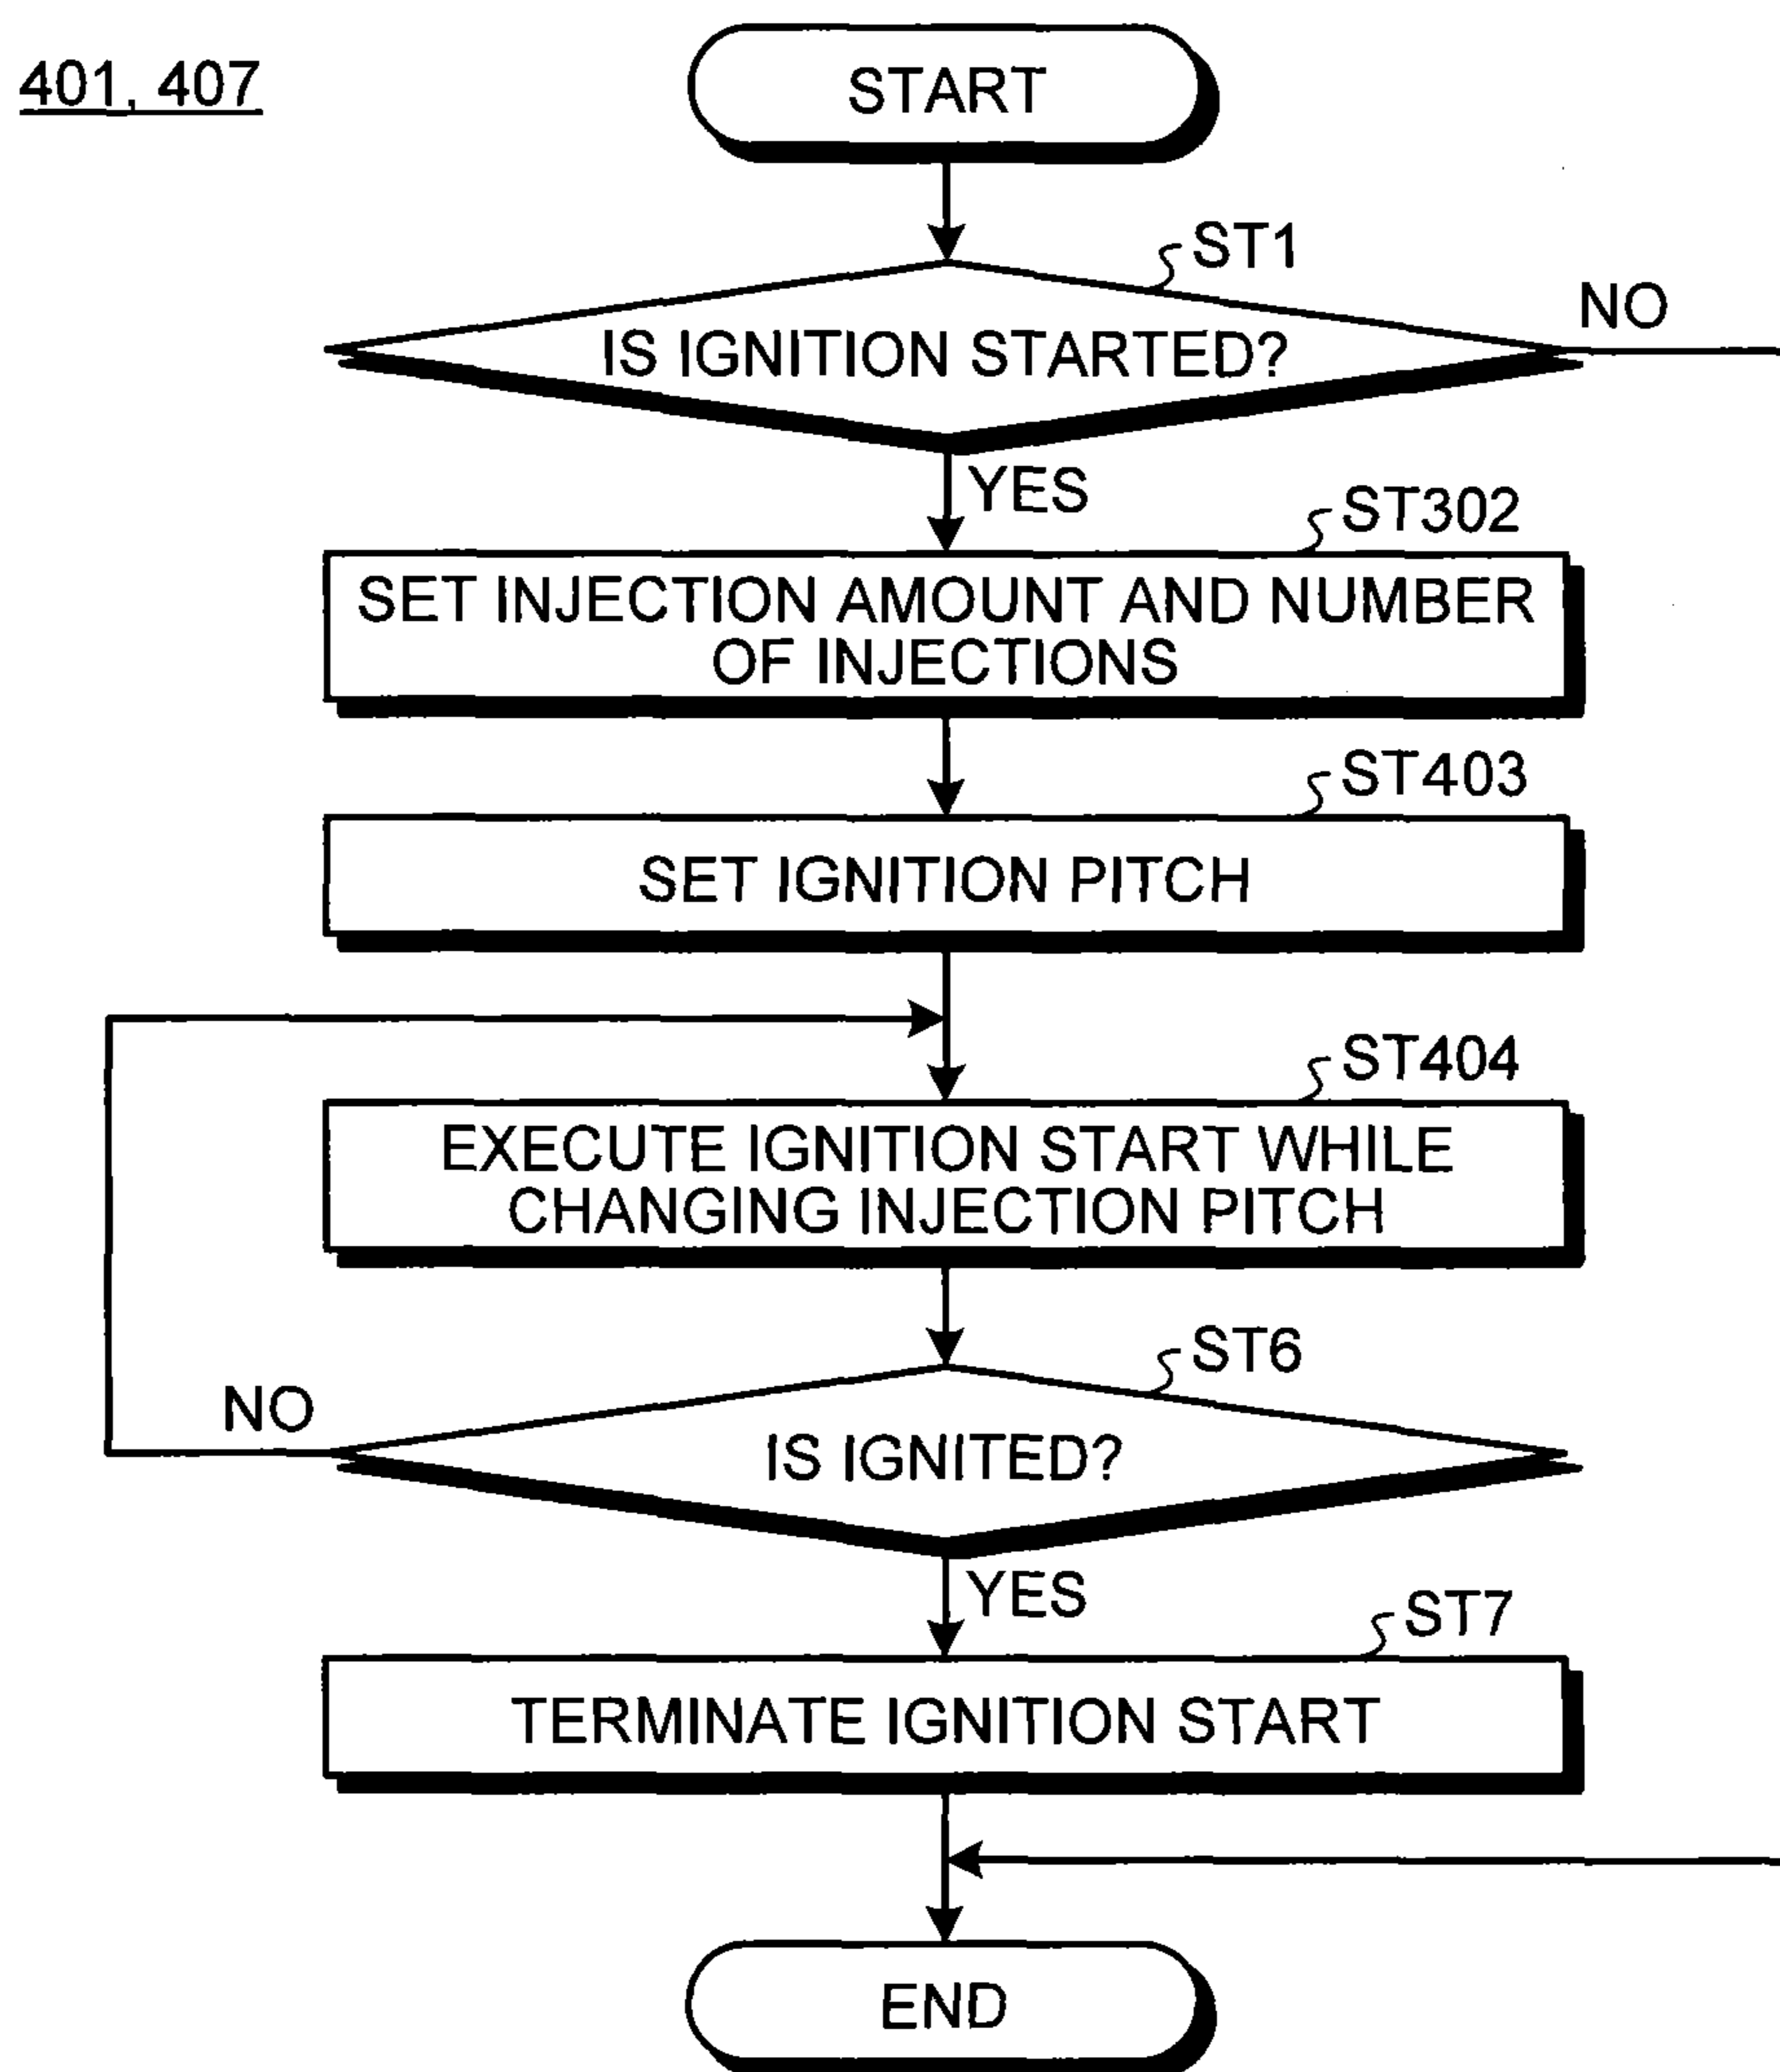 401, 407
START
ST1
NO
IS IGNITION STARTED?
YES
ST302
SET INJECTION AMOUNT AND NUMBER
OF INJECTIONS
ST403
SET IGNITION PITCH
ST404
EXECUTE IGNITION START WHILE
CHANGING INJECTION PITCH
ST6
NO
IS IGNITED?
YES
ST7
TERMINATE IGNITION START
END